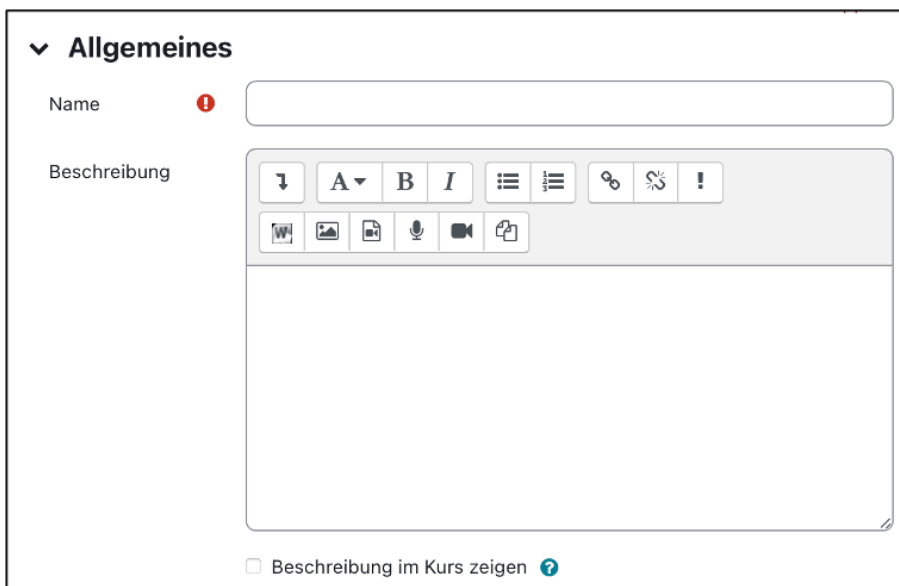 Allgemeines
Name
Beschreibung
A B I
W
Beschreibung im Kurs zeigen